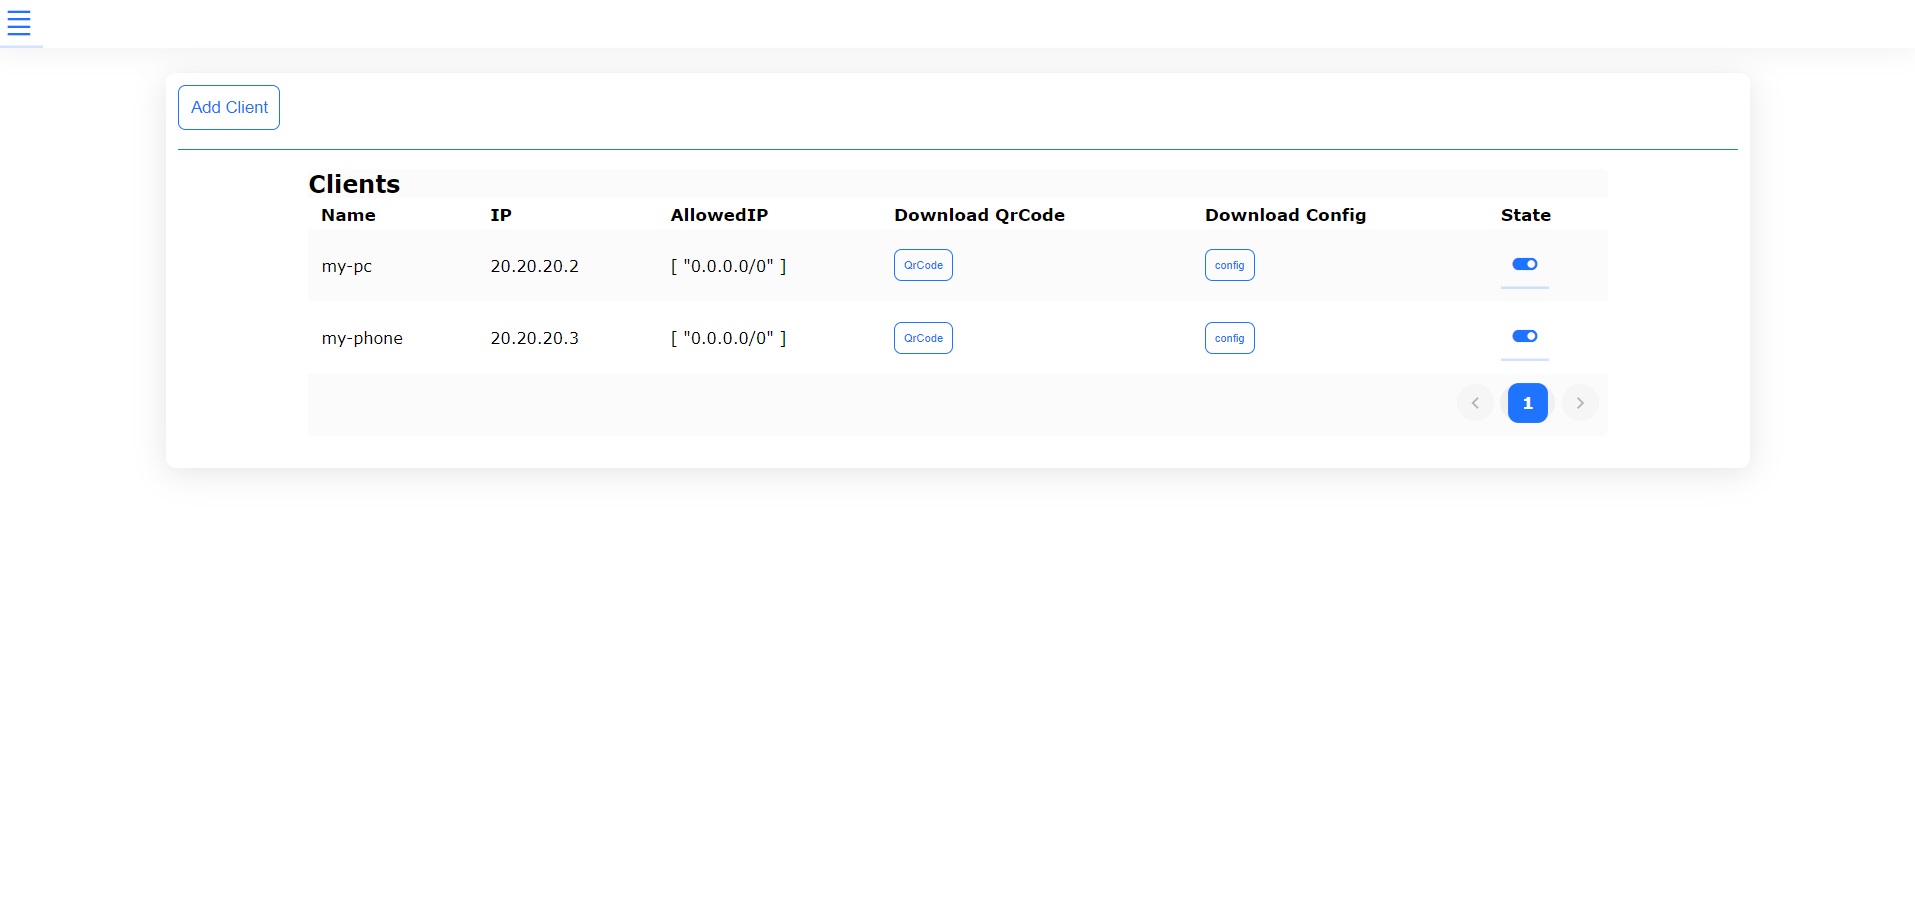 Add Client
Clients
Name IP AllowedIP Download QrCode Download Config State
my-pc 20.20.20.2 [ "0.0.0.0/0" ] QrCode config
my-phone 20.20.20.3 [ "0.0.0.0/0" ] QrCode config
1